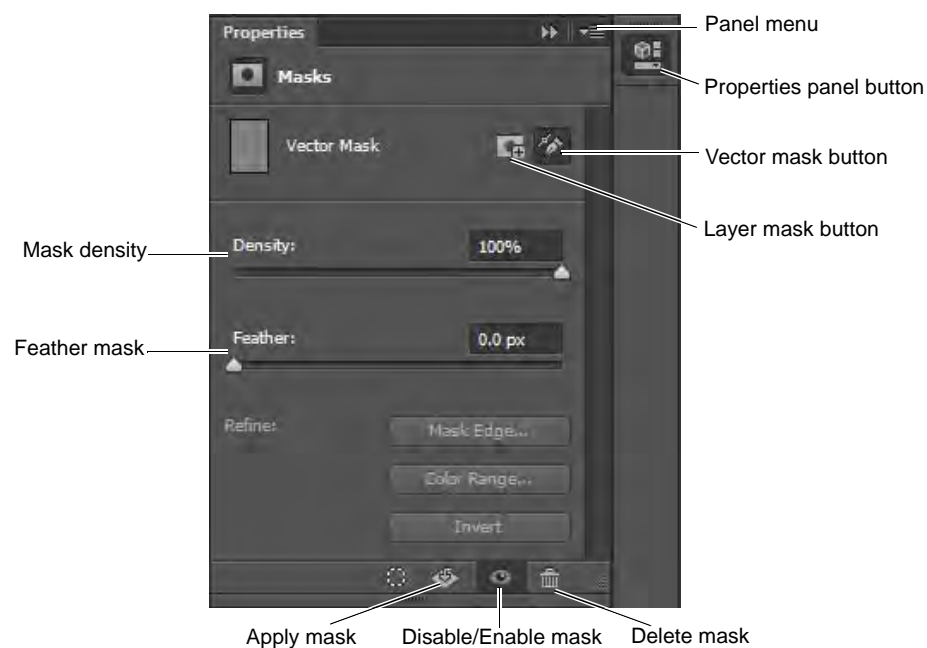 Panel menu
Properties
Masks
Properties panel button
Vector Mask
Vector mask button
Layer mask button
Mask density
Density:
100%
Feather mask
Feather:
0.0 px
Refine:
Mask Edge...
Color Range...
Invert
Apply mask
Disable/Enable mask
Delete mask